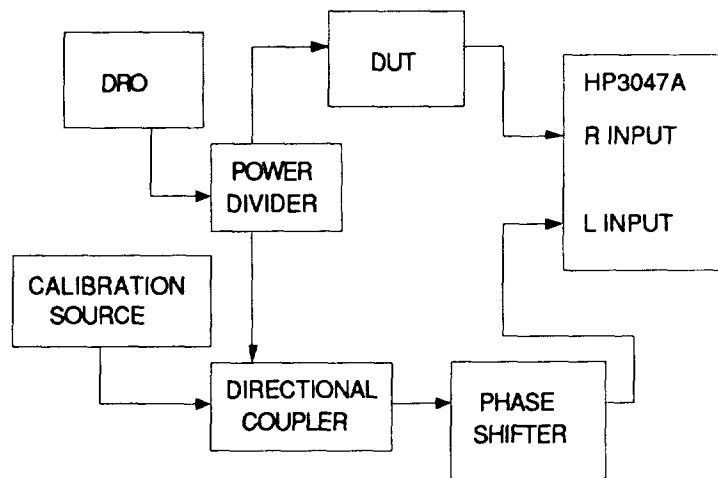 DRO
DUT
HP3047A
R INPUT
L INPUT
POWER
DIVIDER
CALIBRATION
SOURCE
DIRECTIONAL
COUPLER
PHASE
SHIFTER